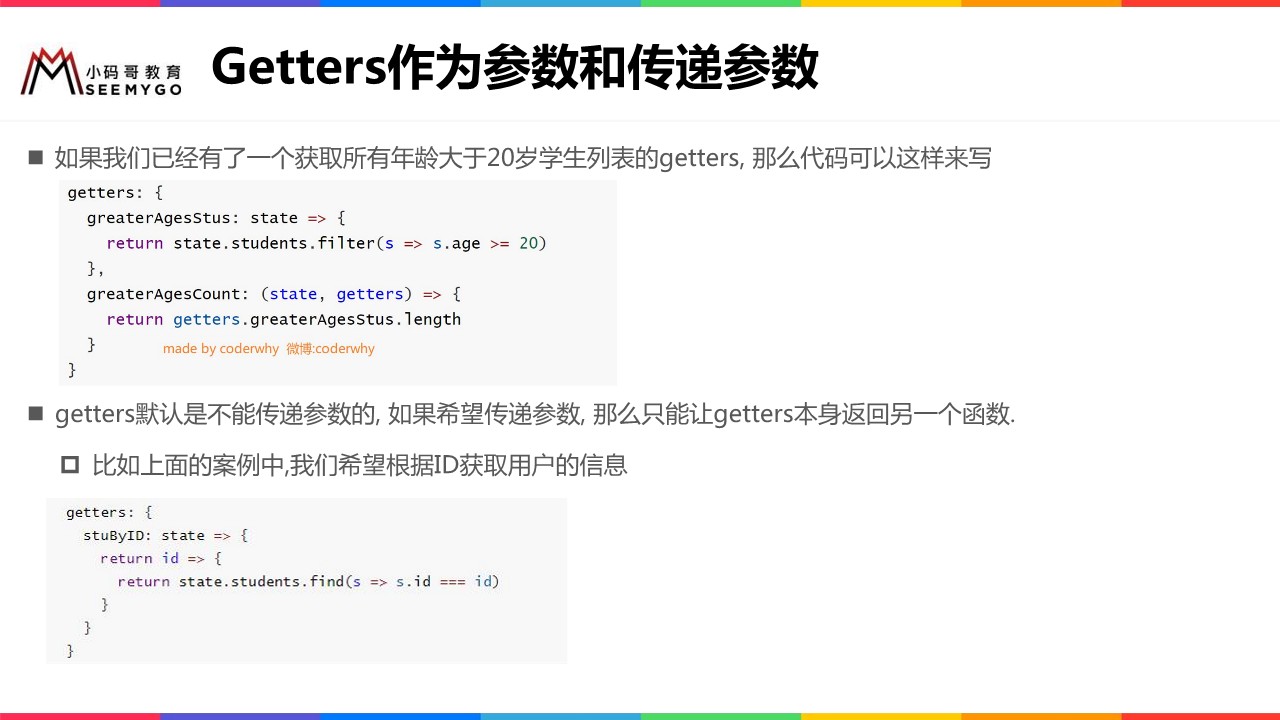 小码哥教育
SEEMYGO
Getters作为参数和传递参数
如果我们已经有了一个获取所有年龄大于20岁学生列表的getters, 那么代码可以这样来写
getters: {
greaterAgesStus: state => {
return state.students.filter(s => s.age >= 20)
},
greaterAgesCount: (state, getters) => {
return getters.greaterAgesStus.length
}
made by coderwhy 微博:coderwhy
}
getters默认是不能传递参数的, 如果希望传递参数, 那么只能让getters本身返回另一个函数.
比如上面的案例中,我们希望根据ID获取用户的信息
getters: {
stuByID: state => {
return id => {
return state.students.find(s => s.id === id)
}
}
}